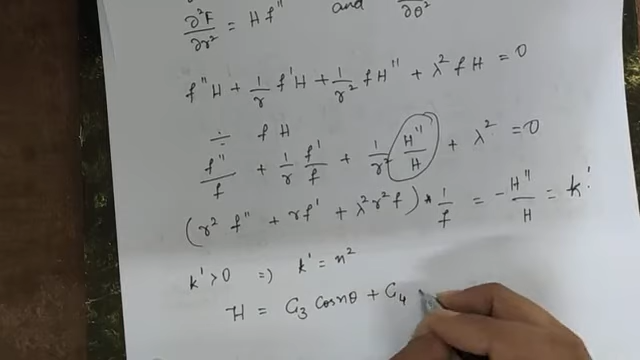 ∂²F/∂r² = H f'' and ∂θ²
f'' H + 1/r f' H + 1/r² f H'' + λ² f H = 0
÷ f H
f''/f + 1/r f'/f + 1/r² H''/H + λ² = 0
(r² f'' + r f' + λ² r² f) * 1/f = - H''/H = k'
k' > 0 => k' = n²
H = C₃ cos nθ + C₄